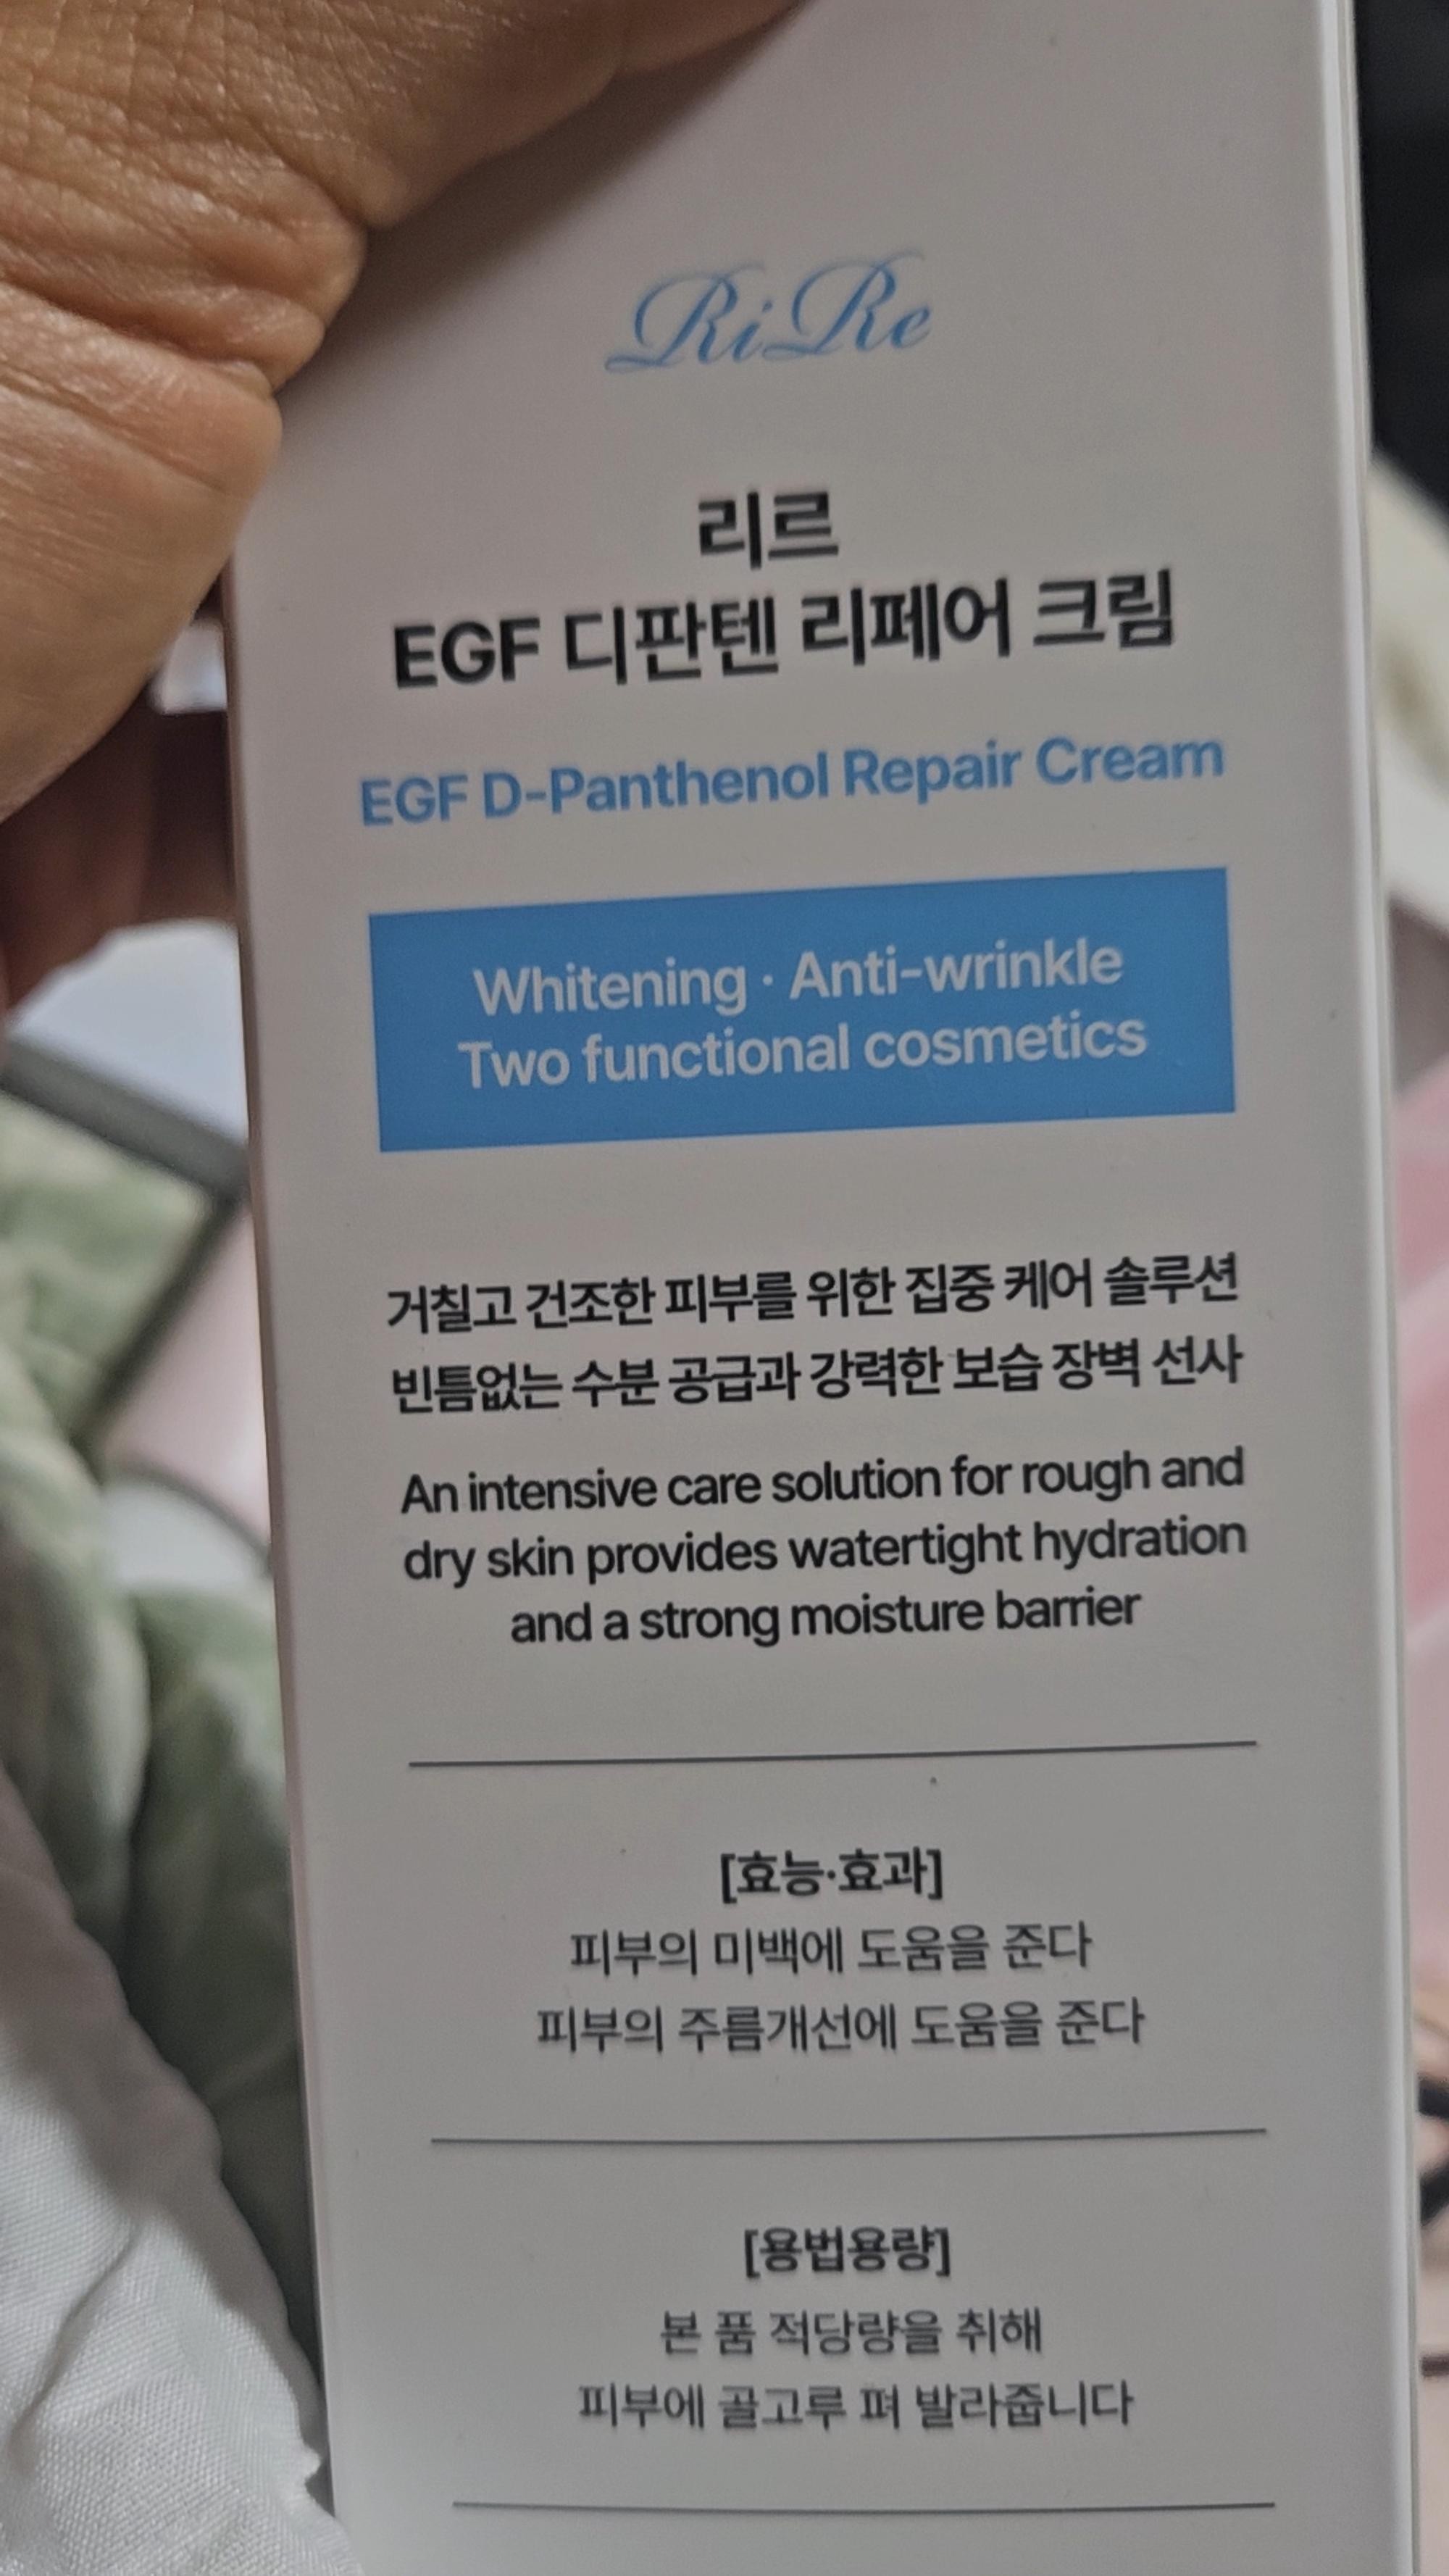 RiRe
리르
EGF 디판텐 리페어 크림
EGF D-Panthenol Repair Cream
Whitening · Anti-wrinkle
Two functional cosmetics
거칠고 건조한 피부를 위한 집중 케어 솔루션
빈틈없는 수분 공급과 강력한 보습 장벽 선사
An intensive care solution for rough and
dry skin provides watertight hydration
and a strong moisture barrier
[효능·효과]
피부의 미백에 도움을 준다
피부의 주름개선에 도움을 준다
[용법용량]
본 품 적당량을 취해
피부에 골고루 펴 발라줍니다